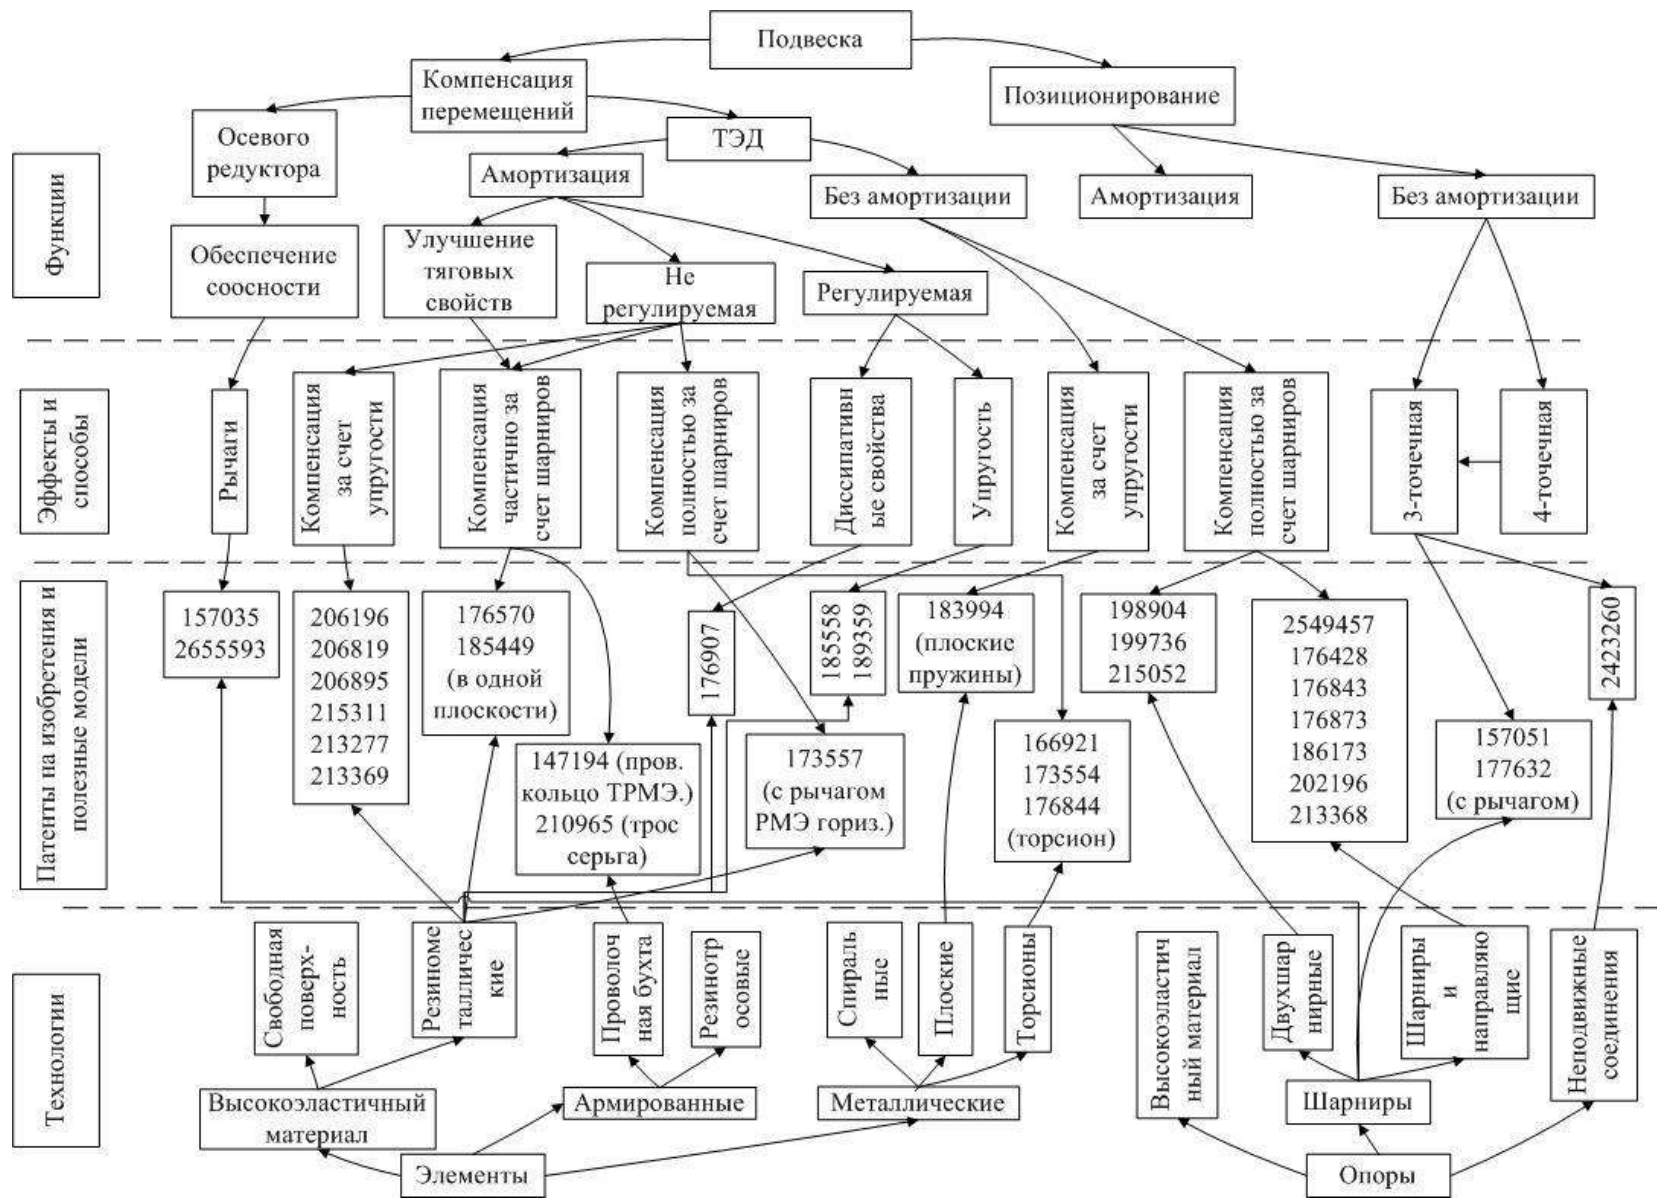 Подвеска
Компенсация
перемещений
Позиционирование
Осевого
редуктора
ТЭД
Амортизация
Без амортизации
Амортизация
Без амортизации
Функции
Обеспечение
соосности
Улучшение
тяговых
свойств
Не
регулируемая
Регулируемая
Эффекты и
способы
Рычаги
Компенсация
за счет
упругости
Компенсация
частично за
счет шарниров
Компенсация
полностью за
счет шарниров
Диссипативн
ые свойства
Упругость
Компенсация
за счет
упругости
Компенсация
полностью за
счет шарниров
3-точечная
4-точечная
Патенты на изобретения и
полезные модели
157035
2655593
206196
206819
206895
215311
213277
213369
176570
185449
(в одной
плоскости)
147194 (пров.
кольцо ТРМЭ.)
210965 (трос
серьга)
176907
173557
(с рычагом
РМЭ гориз.)
185558
189359
183994
(плоские
пружины)
166921
173554
176844
(торсион)
198904
199736
215052
2549457
176428
176843
176873
186173
202196
213368
157051
177632
(с рычагом)
2423260
Технологии
Свободная
поверх-
ность
Резиноме
талличес
кие
Проволоч
ная бухта
Резинотр
осовые
Спираль
ные
Плоские
Торсионы
Высокоэластич
ный материал
Двухшар
нирные
Шарниры
и
направляю
щие
Неподвижные
соединения
Высокоэластичный
материал
Армированные
Металлические
Шарниры
Элементы
Опоры